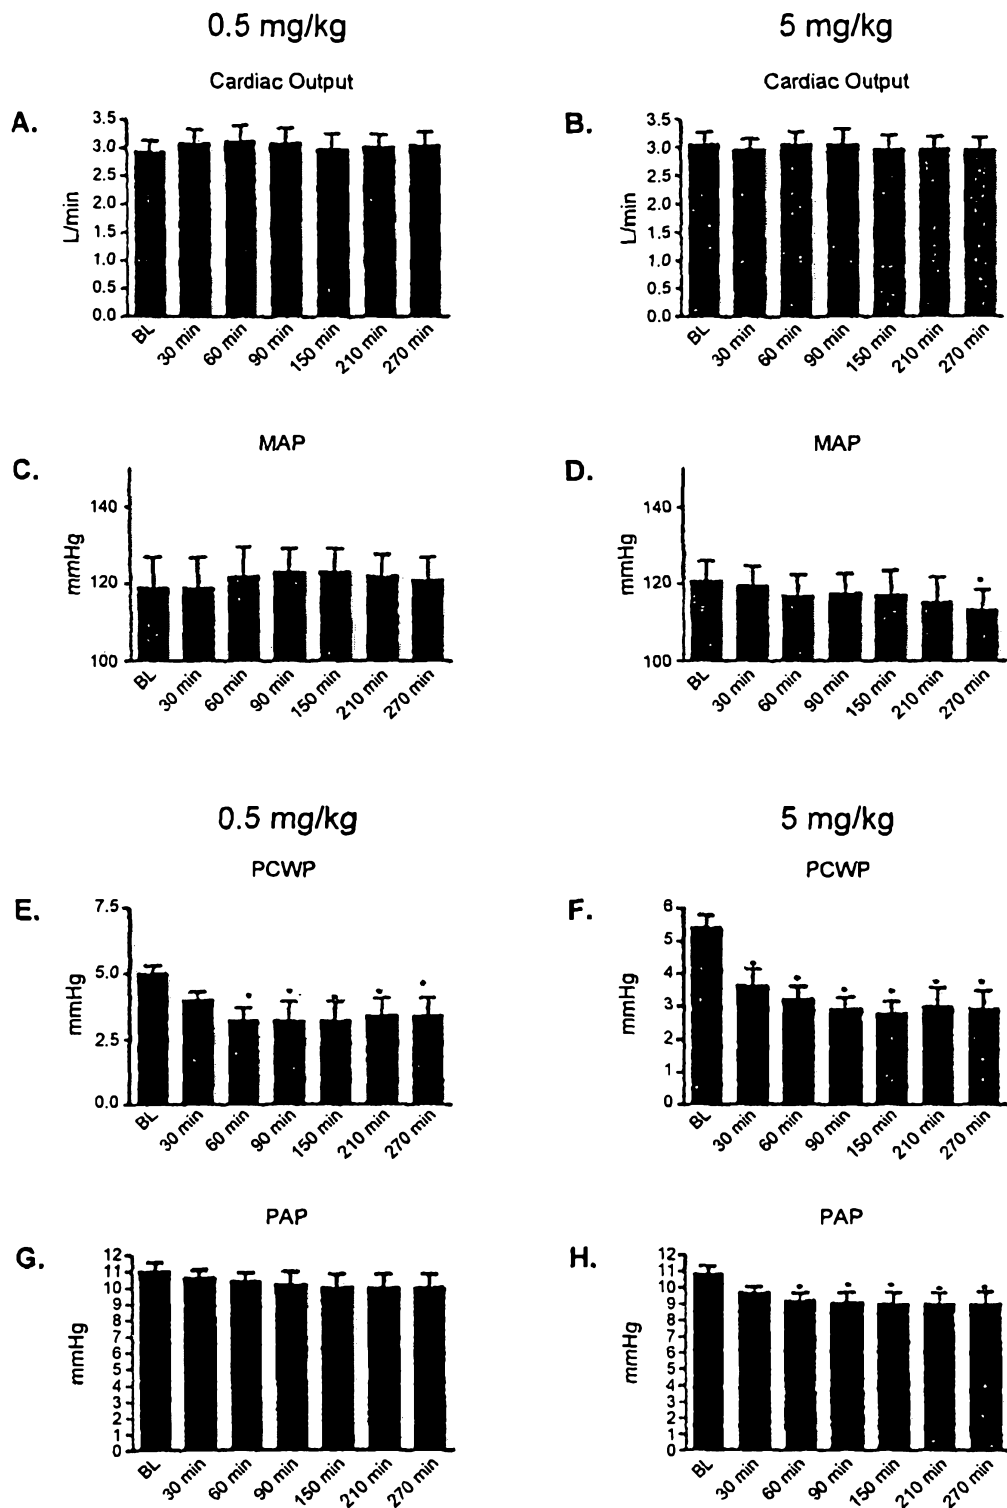 0.5 mg/kg
5 mg/kg
Cardiac Output
Cardiac Output
A.
3.5
3.0
2.5
2.0
1.5
1.0
0.5
0.0
L/min
BL
30 min
60 min
90 min
150 min
210 min
270 min
B.
3.5
3.0
2.5
2.0
1.5
1.0
0.5
0.0
L/min
BL
30 min
60 min
90 min
150 min
210 min
270 min
MAP
C.
140
120
100
mmHg
BL
30 min
60 min
90 min
150 min
210 min
270 min
MAP
D.
140
120
100
mmHg
BL
30 min
60 min
90 min
150 min
210 min
270 min
0.5 mg/kg
5 mg/kg
PCWP
E.
7.5
5.0
2.5
0.0
mmHg
BL
30 min
60 min
90 min
150 min
210 min
270 min
PCWP
F.
6
5
4
3
2
1
0
mmHg
BL
30 min
60 min
90 min
150 min
210 min
270 min
PAP
G.
12
11
10
9
8
7
6
5
4
3
2
1
0
mmHg
BL
30 min
60 min
90 min
150 min
210 min
270 min
PAP
H.
12
11
10
9
8
7
6
5
4
3
2
1
0
mmHg
BL
30 min
60 min
90 min
150 min
210 min
270 min